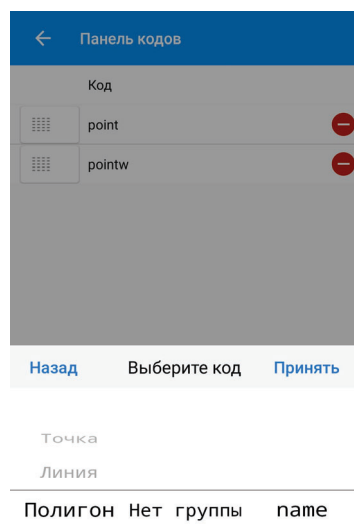 Панель кодов
Код
point
pointw
Назад Выберите код Принять
Точка
Линия
Полигон Нет группы name